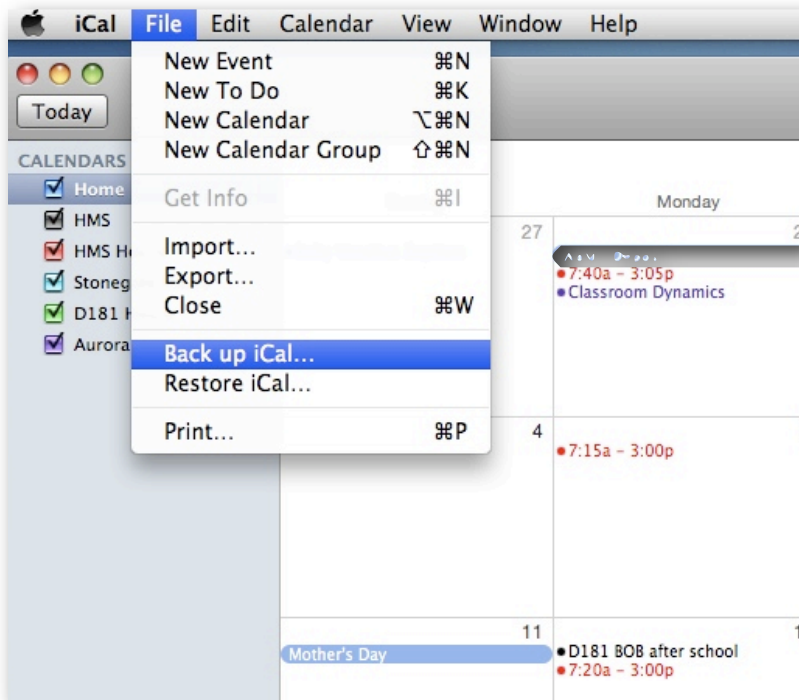 iCal File Edit Calendar View Window Help
New Event ⌘N
New To Do ⌘K
New Calendar ⌥⌘N
New Calendar Group ⇧⌘N
Get Info ⌘I
Import...
Export...
Close ⌘W
Back up iCal...
Restore iCal...
Print... ⌘P
Today
CALENDARS
Home
HMS
HMS
D181
Aurora
Monday
27
7:40a – 3:05p
Classroom Dynamics
4
7:15a – 3:00p
11
Mother's Day
D181 BOB after school
7:20a – 3:00p